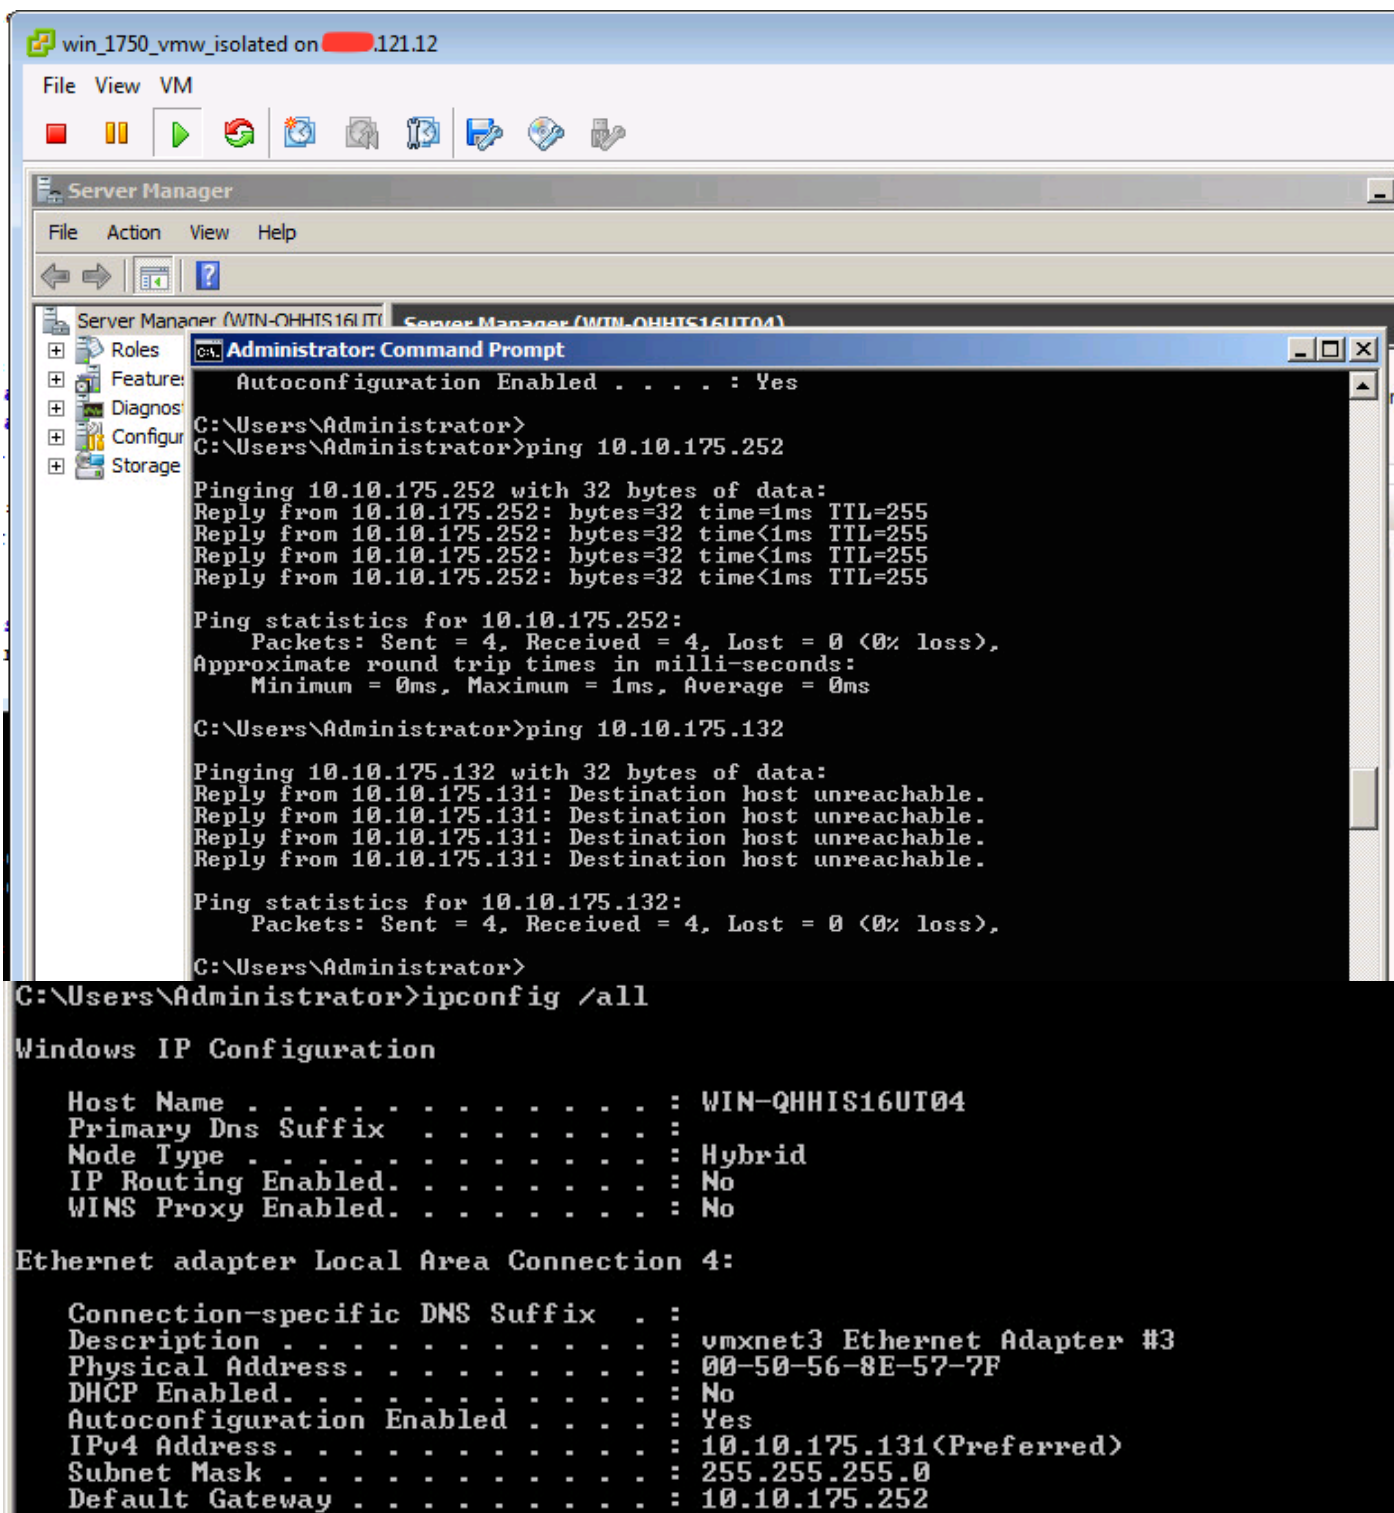 win_1750_vmw_isolated on .121.12
File View VM
Server Manager
File Action View Help
Server Manager (WIN-QHHIS16UT
Server Manager (WIN-QHHIS16UT04)
Roles
Features
Diagnos
Configur
Storage
Administrator: Command Prompt
Autoconfiguration Enabled . . . . : Yes
C:\Users\Administrator>
C:\Users\Administrator>ping 10.10.175.252
Pinging 10.10.175.252 with 32 bytes of data:
Reply from 10.10.175.252: bytes=32 time=1ms TTL=255
Reply from 10.10.175.252: bytes=32 time<1ms TTL=255
Reply from 10.10.175.252: bytes=32 time<1ms TTL=255
Reply from 10.10.175.252: bytes=32 time<1ms TTL=255
Ping statistics for 10.10.175.252:
Packets: Sent = 4, Received = 4, Lost = 0 (0% loss),
Approximate round trip times in milli-seconds:
Minimum = 0ms, Maximum = 1ms, Average = 0ms
C:\Users\Administrator>ping 10.10.175.132
Pinging 10.10.175.132 with 32 bytes of data:
Reply from 10.10.175.131: Destination host unreachable.
Reply from 10.10.175.131: Destination host unreachable.
Reply from 10.10.175.131: Destination host unreachable.
Reply from 10.10.175.131: Destination host unreachable.
Ping statistics for 10.10.175.132:
Packets: Sent = 4, Received = 4, Lost = 0 (0% loss),
C:\Users\Administrator>
C:\Users\Administrator>ipconfig /all
Windows IP Configuration
Host Name . . . . . . . . . . . . : WIN-QHHIS16UT04
Primary Dns Suffix . . . . . . . :
Node Type . . . . . . . . . . . . : Hybrid
IP Routing Enabled. . . . . . . . : No
WINS Proxy Enabled. . . . . . . . : No
Ethernet adapter Local Area Connection 4:
Connection-specific DNS Suffix . :
Description . . . . . . . . . . . : vmxnet3 Ethernet Adapter #3
Physical Address. . . . . . . . . : 00-50-56-8E-57-7F
DHCP Enabled. . . . . . . . . . . : No
Autoconfiguration Enabled . . . . : Yes
IPv4 Address. . . . . . . . . . . : 10.10.175.131(Preferred)
Subnet Mask . . . . . . . . . . . : 255.255.255.0
Default Gateway . . . . . . . . . : 10.10.175.252